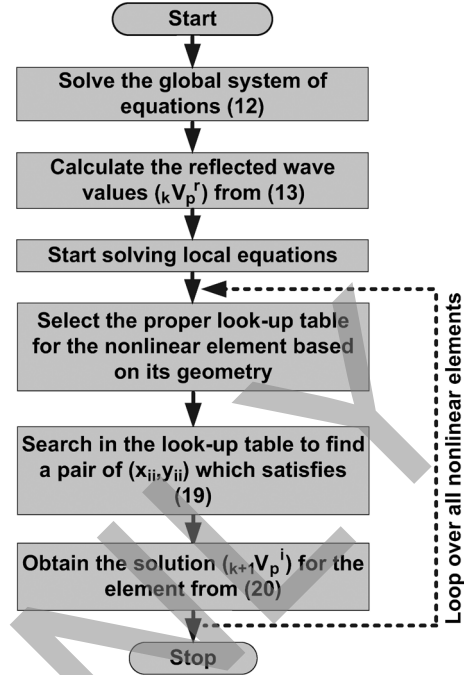 Start
Solve the global system of
equations (12)
Calculate the reflected wave
values (ₖVₚʳ) from (13)
Start solving local equations
Select the proper look-up table
for the nonlinear element based
on its geometry
Search in the look-up table to find
a pair of (xᵢᵢ,yᵢᵢ) which satisfies
(19)
Obtain the solution (ₖ₊₁Vₚⁱ) for the
element from (20)
Stop
Loop over all nonlinear elements
NLY